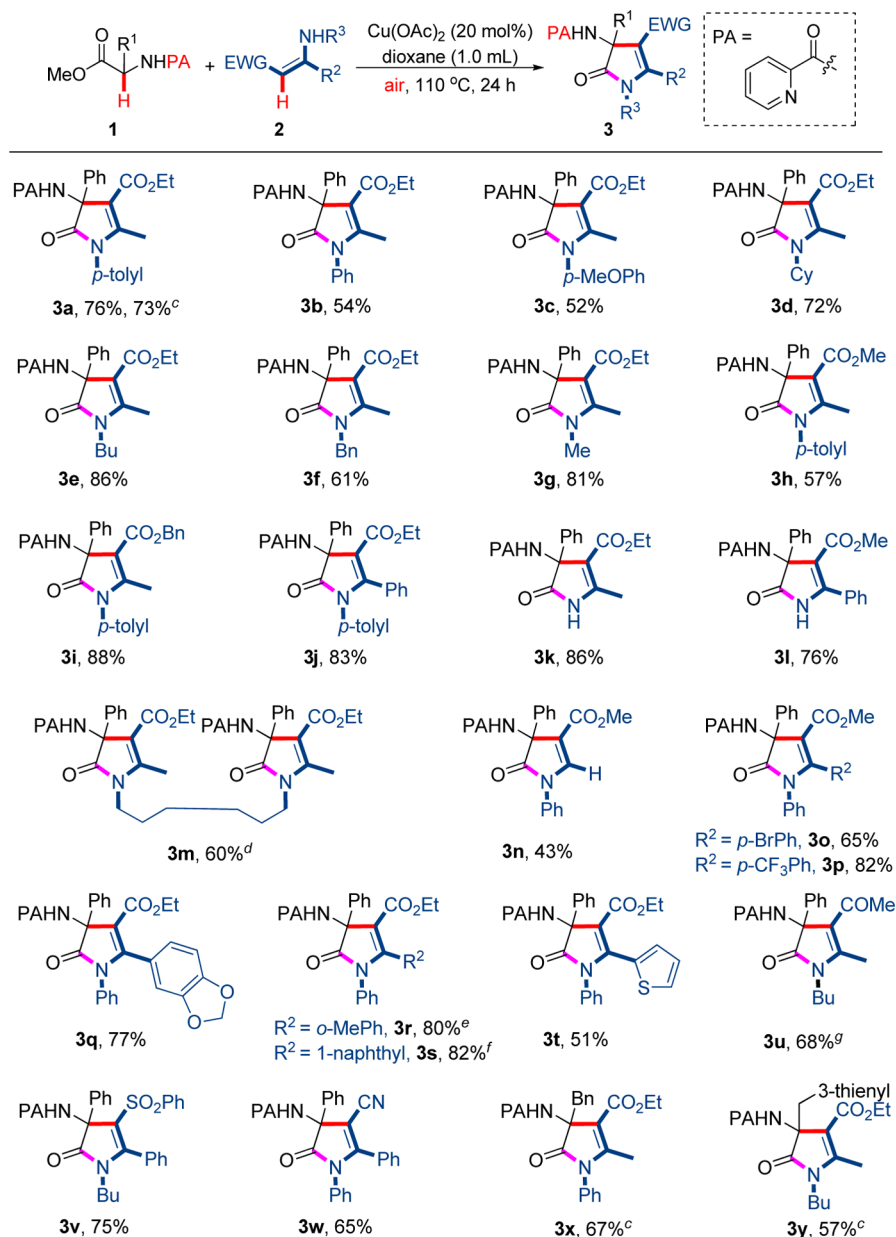 R¹
MeO
O
NHPA
H
1
+
NHR³
EWG
R²
H
2
Cu(OAc)₂ (20 mol%)
dioxane (1.0 mL)
air, 110 °C, 24 h
PAHN
R¹
EWG
O
N
R²
R³
3
PA =
O
N
PAHN Ph CO₂Et
O N
p-tolyl
3a, 76%, 73%ᶜ
PAHN Ph CO₂Et
O N
Ph
3b, 54%
PAHN Ph CO₂Et
O N
p-MeOPh
3c, 52%
PAHN Ph CO₂Et
O N
Cy
3d, 72%
PAHN Ph CO₂Et
O N
Bu
3e, 86%
PAHN Ph CO₂Et
O N
Bn
3f, 61%
PAHN Ph CO₂Et
O N
Me
3g, 81%
PAHN Ph CO₂Me
O N
p-tolyl
3h, 57%
PAHN Ph CO₂Bn
O N
p-tolyl
3i, 88%
PAHN Ph CO₂Et
O N Ph
p-tolyl
3j, 83%
PAHN Ph CO₂Et
O N
H
3k, 86%
PAHN Ph CO₂Me
O N Ph
H
3l, 76%
PAHN Ph CO₂Et PAHN Ph CO₂Et
O N O N
3m, 60%ᵈ
PAHN Ph CO₂Me
O N H
Ph
3n, 43%
PAHN Ph CO₂Me
O N R²
Ph
R² = p-BrPh, 3o, 65%
R² = p-CF₃Ph, 3p, 82%
PAHN Ph CO₂Et
O N
Ph O
O
3q, 77%
PAHN Ph CO₂Et
O N R²
Ph
R² = o-MePh, 3r, 80%ᵉ
R² = 1-naphthyl, 3s, 82%ᶠ
PAHN Ph CO₂Et
O N
Ph S
3t, 51%
PAHN Ph COMe
O N
Bu
3u, 68%ᵍ
PAHN Ph SO₂Ph
O N Ph
Bu
3v, 75%
PAHN Ph CN
O N Ph
Ph
3w, 65%
PAHN Bn CO₂Et
O N
Ph
3x, 67%ᶜ
3-thienyl
PAHN CO₂Et
O N
Bu
3y, 57%ᶜ